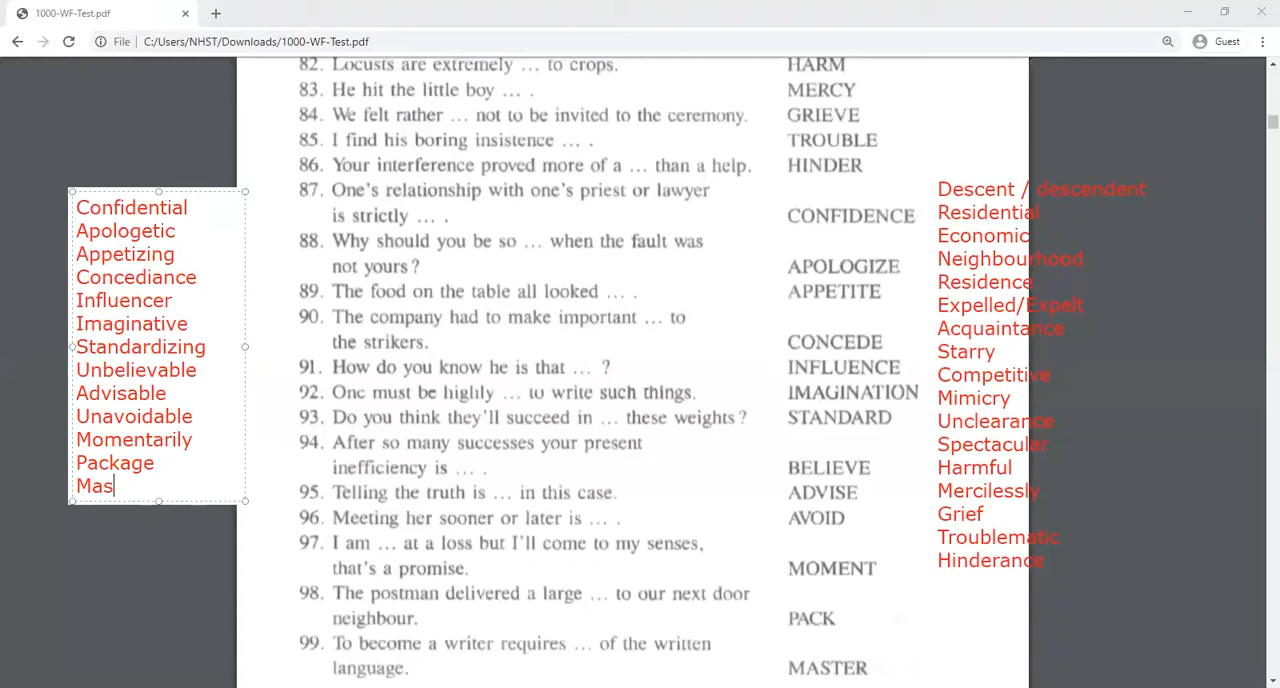 1000-WF-Test.pdf
File C:/Users/NHST/Downloads/1000-WF-Test.pdf Guest
82. Locusts are extremely ... to crops. HARM
83. He hit the little boy ... . MERCY
84. We felt rather ... not to be invited to the ceremony. GRIEVE
85. I find his boring insistence ... . TROUBLE
86. Your interference proved more of a ... than a help. HINDER
87. One's relationship with one's priest or lawyer
is strictly ... . CONFIDENCE
88. Why should you be so ... when the fault was
not yours? APOLOGIZE
89. The food on the table all looked ... . APPETITE
90. The company had to make important ... to
the strikers. CONCEDE
91. How do you know he is that ... ? INFLUENCE
92. One must be highly ... to write such things. IMAGINATION
93. Do you think they'll succeed in ... these weights? STANDARD
94. After so many successes your present
inefficiency is ... . BELIEVE
95. Telling the truth is ... in this case. ADVISE
96. Meeting her sooner or later is ... . AVOID
97. I am ... at a loss but I'll come to my senses,
that's a promise. MOMENT
98. The postman delivered a large ... to our next door
neighbour. PACK
99. To become a writer requires ... of the written
language. MASTER
Confidential
Apologetic
Appetizing
Concediance
Influencer
Imaginative
Standardizing
Unbelievable
Advisable
Unavoidable
Momentarily
Package
Mas
Descent / descendent
Residential
Economic
Neighbourhood
Residence
Expelled/Expelt
Acquaintance
Starry
Competitive
Mimicry
Unclearance
Spectacular
Harmful
Mercilessly
Grief
Troublematic
Hinderance